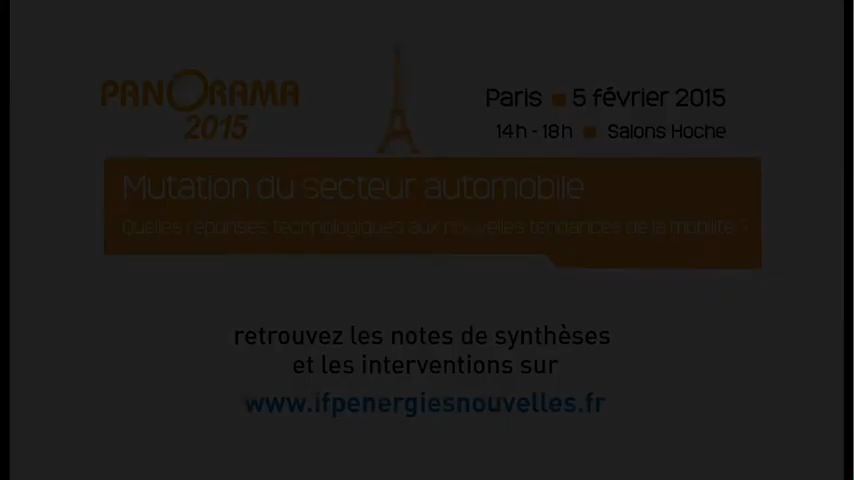 PANORAMA
2015
Paris ■ 5 février 2015
14h - 18h ■ Salons Hoche
Mutation du secteur automobile
Quelles réponses technologiques aux nouvelles tendances de la mobilité ?
retrouvez les notes de synthèses
et les interventions sur
www.ifpenergiesnouvelles.fr